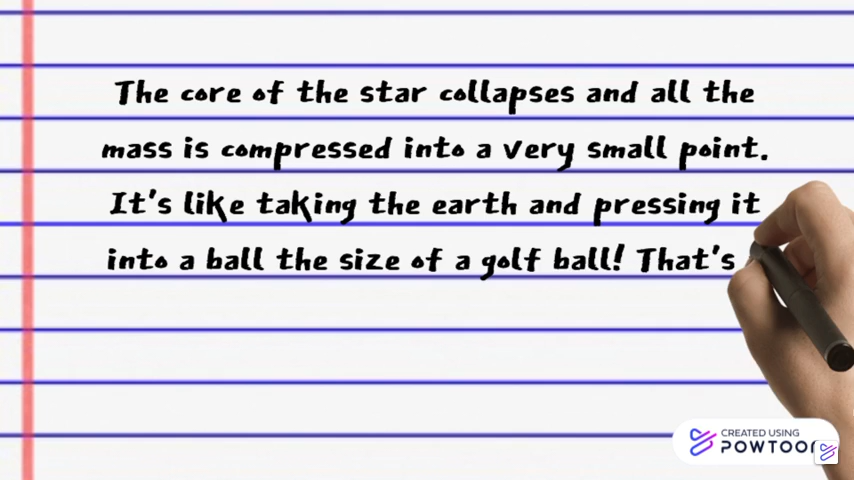 The core of the star collapses and all the
mass is compressed into a very small point.
It's like taking the earth and pressing it
into a ball the size of a golf ball! That's
CREATED USING
POWTOON